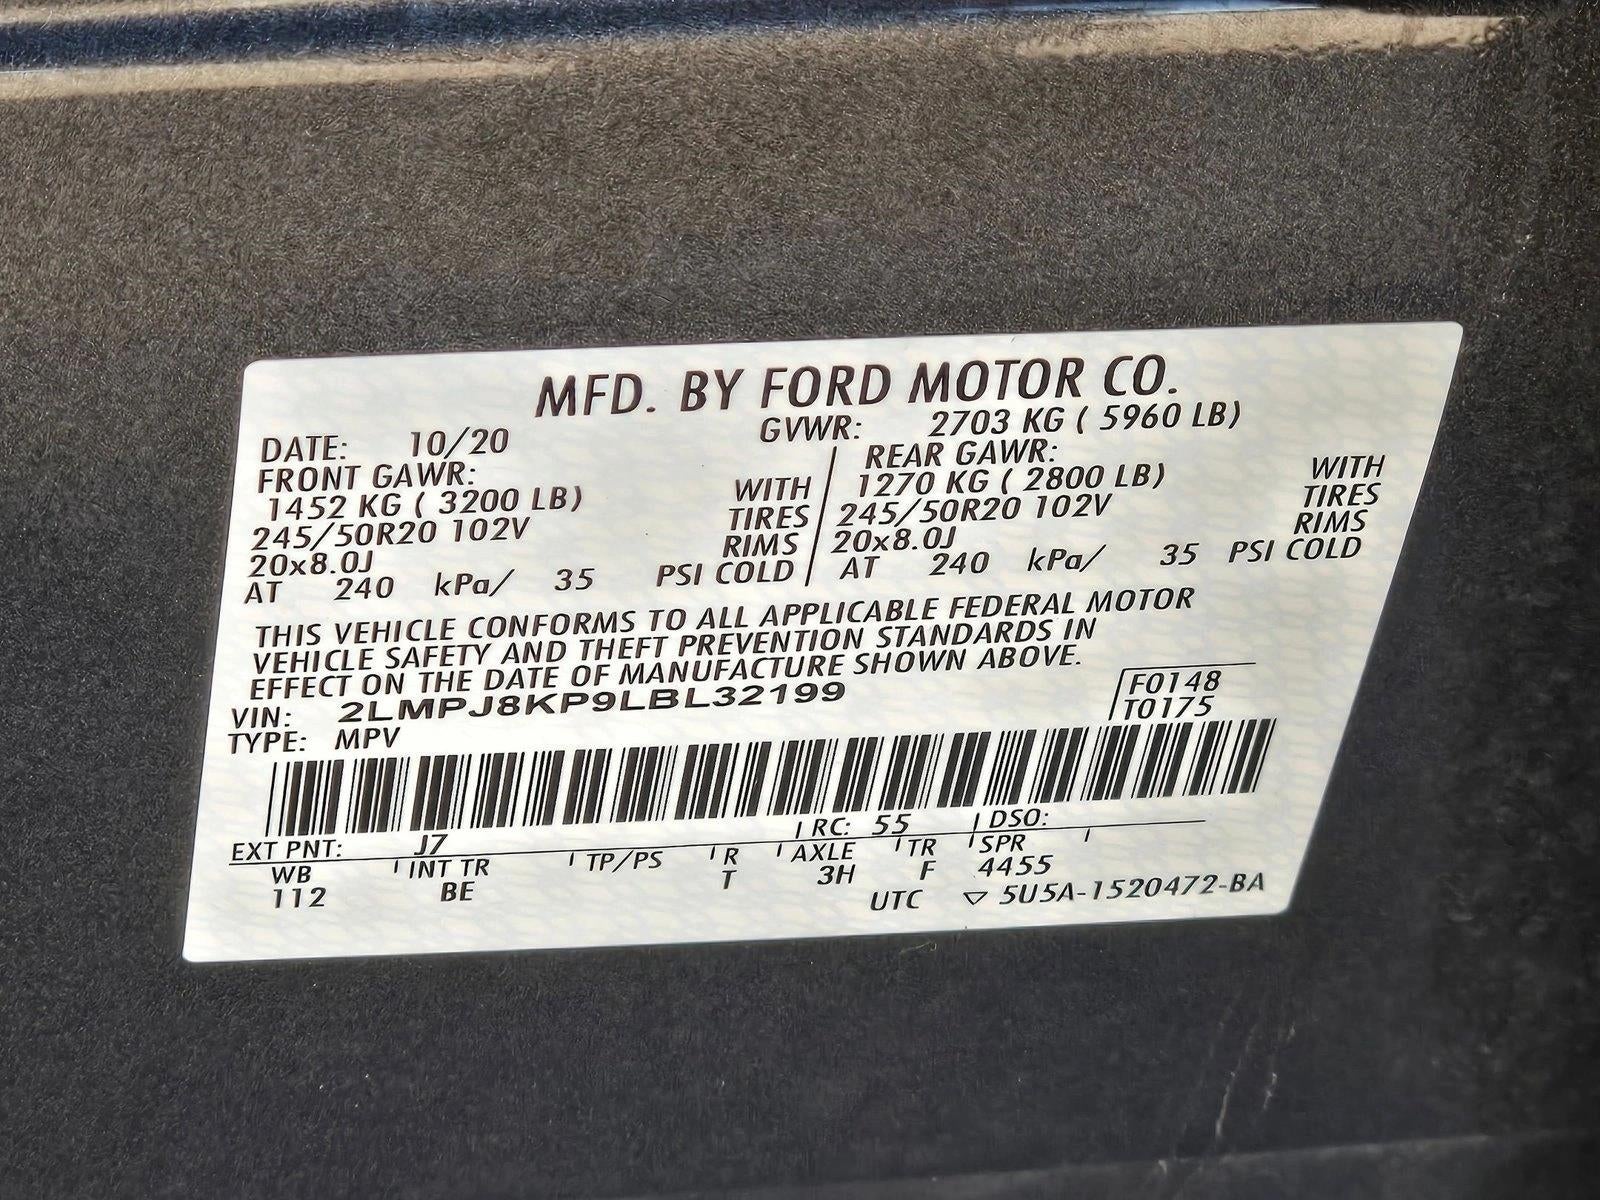 MFD. BY FORD MOTOR CO.
DATE: 10/20 GVWR: 2703 KG ( 5960 LB)
FRONT GAWR: REAR GAWR:
1452 KG ( 3200 LB) WITH 1270 KG ( 2800 LB) WITH
245/50R20 102V TIRES 245/50R20 102V TIRES
20x8.0J RIMS 20x8.0J RIMS
AT 240 kPa/ 35 PSI COLD AT 240 kPa/ 35 PSI COLD
THIS VEHICLE CONFORMS TO ALL APPLICABLE FEDERAL MOTOR
VEHICLE SAFETY AND THEFT PREVENTION STANDARDS IN
EFFECT ON THE DATE OF MANUFACTURE SHOWN ABOVE.
VIN: 2LMPJ8KP9LBL32199 F0148
TYPE: MPV T0175
EXT PNT: J7 RC: 55 DSO:
WB INT TR TP/PS R AXLE TR SPR
112 BE T 3H F 4455
UTC ▽ 5U5A-1520472-BA